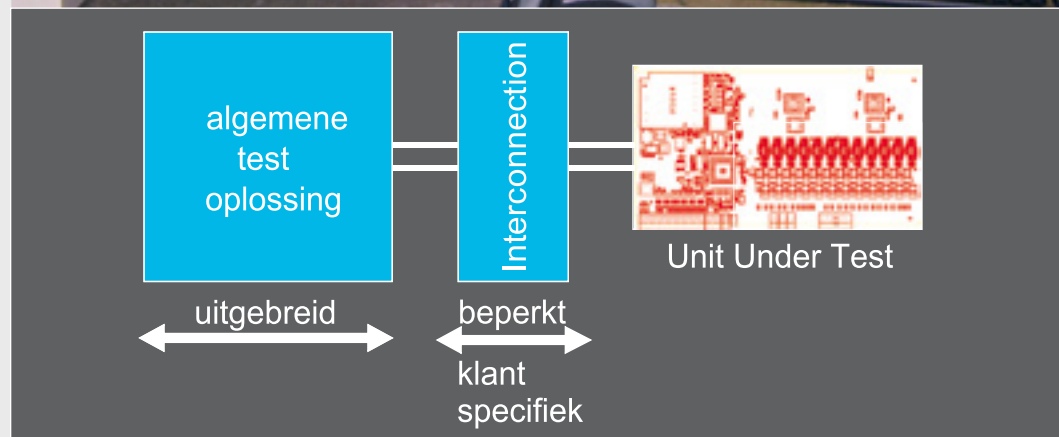 algemene
test
oplossing
Interconnection
Unit Under Test
uitgebreid
beperkt
klant
specifiek